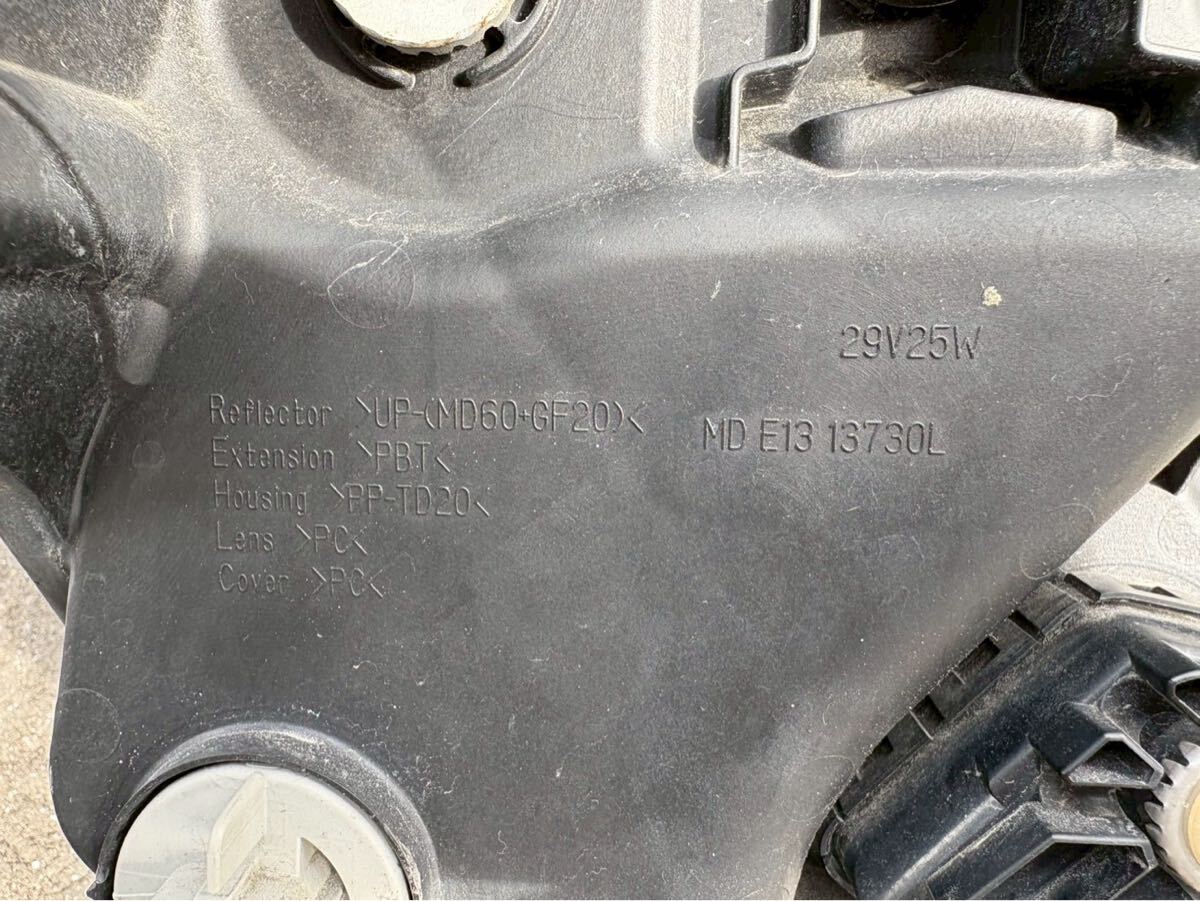 29V25W
Reflector >UP-(MD60+GF20)<
MD E13 13730L
Extension >PBT<
Housing >PP-TD20<
Lens >PC<
Cover >PC<